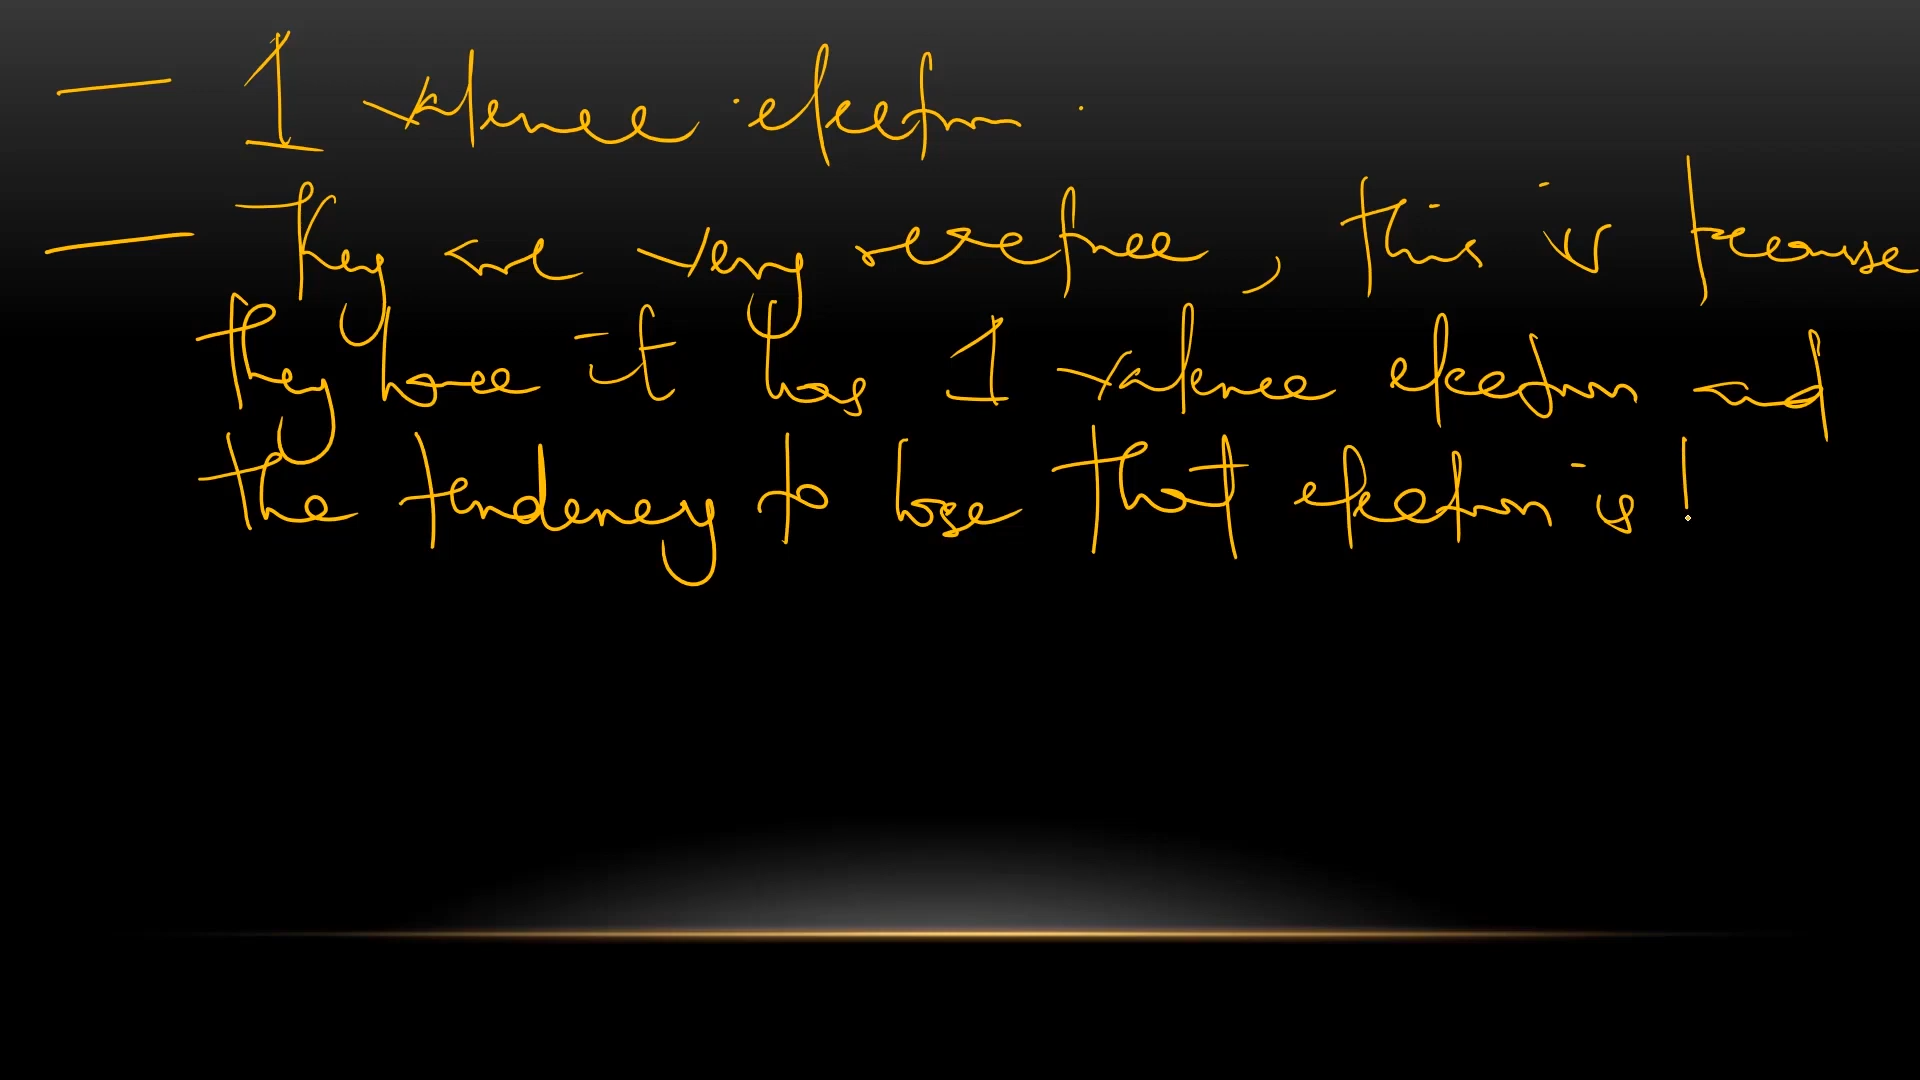 — 1 valence electron.
— They are very reactive, this is because
they have it has 1 valence electron and
the tendency to lose that electron is